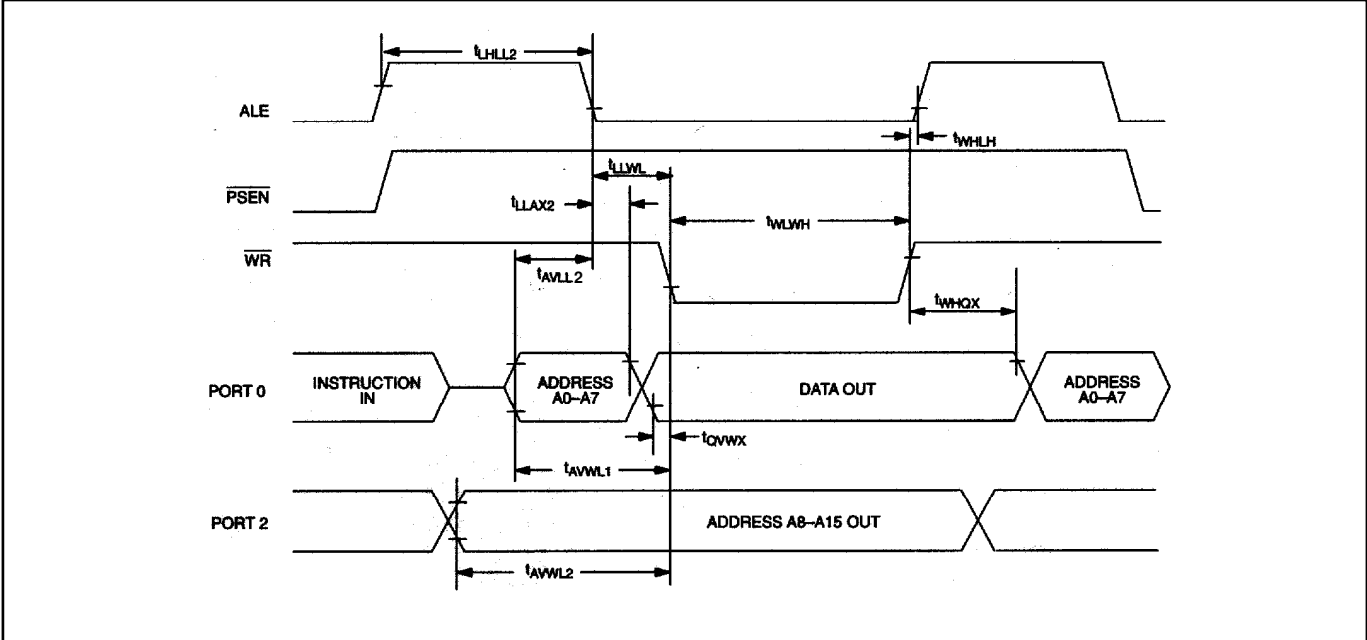 tLHLL2
ALE
tWHLH
tLLWL
PSEN
tLLAX2
tWLWH
WR
tAVLL2
tWHQX
PORT 0
INSTRUCTION
IN
ADDRESS
A0–A7
DATA OUT
ADDRESS
A0–A7
tQVWX
tAVWL1
PORT 2
ADDRESS A8–A15 OUT
tAVWL2